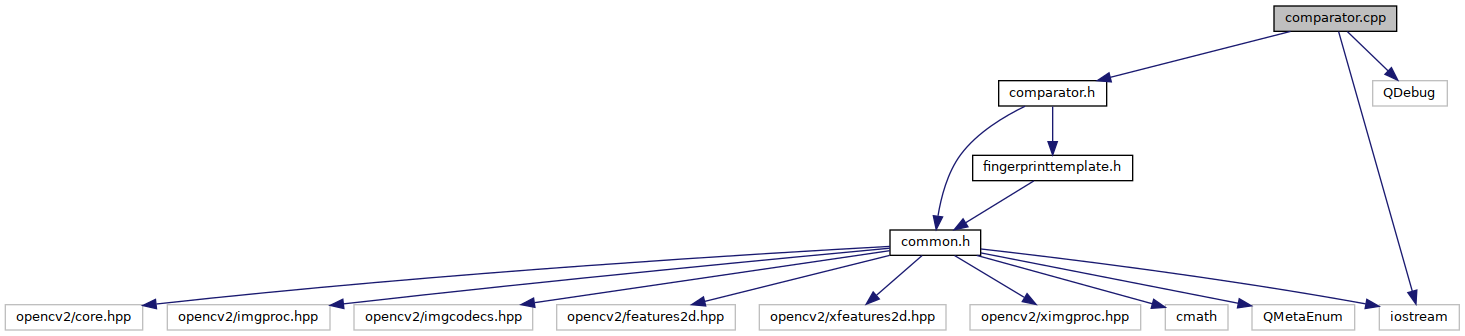 comparator.cpp
comparator.h
QDebug
fingerprinttemplate.h
common.h
opencv2/core.hpp
opencv2/imgproc.hpp
opencv2/imgcodecs.hpp
opencv2/features2d.hpp
opencv2/xfeatures2d.hpp
opencv2/ximgproc.hpp
cmath
QMetaEnum
iostream